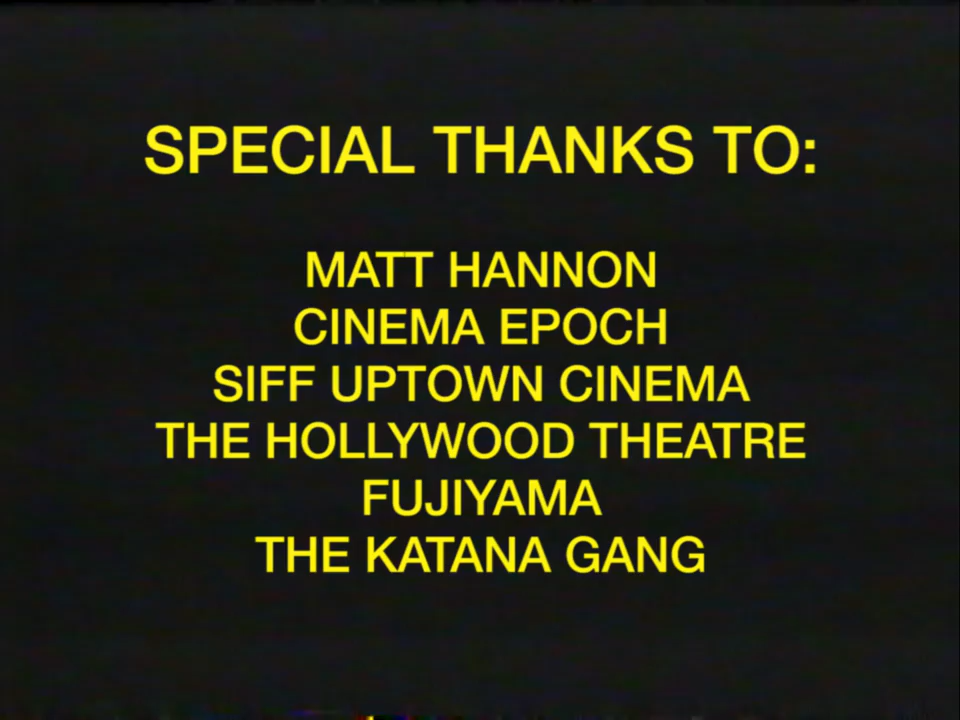 SPECIAL THANKS TO:
MATT HANNON
CINEMA EPOCH
SIFF UPTOWN CINEMA
THE HOLLYWOOD THEATRE
FUJIYAMA
THE KATANA GANG